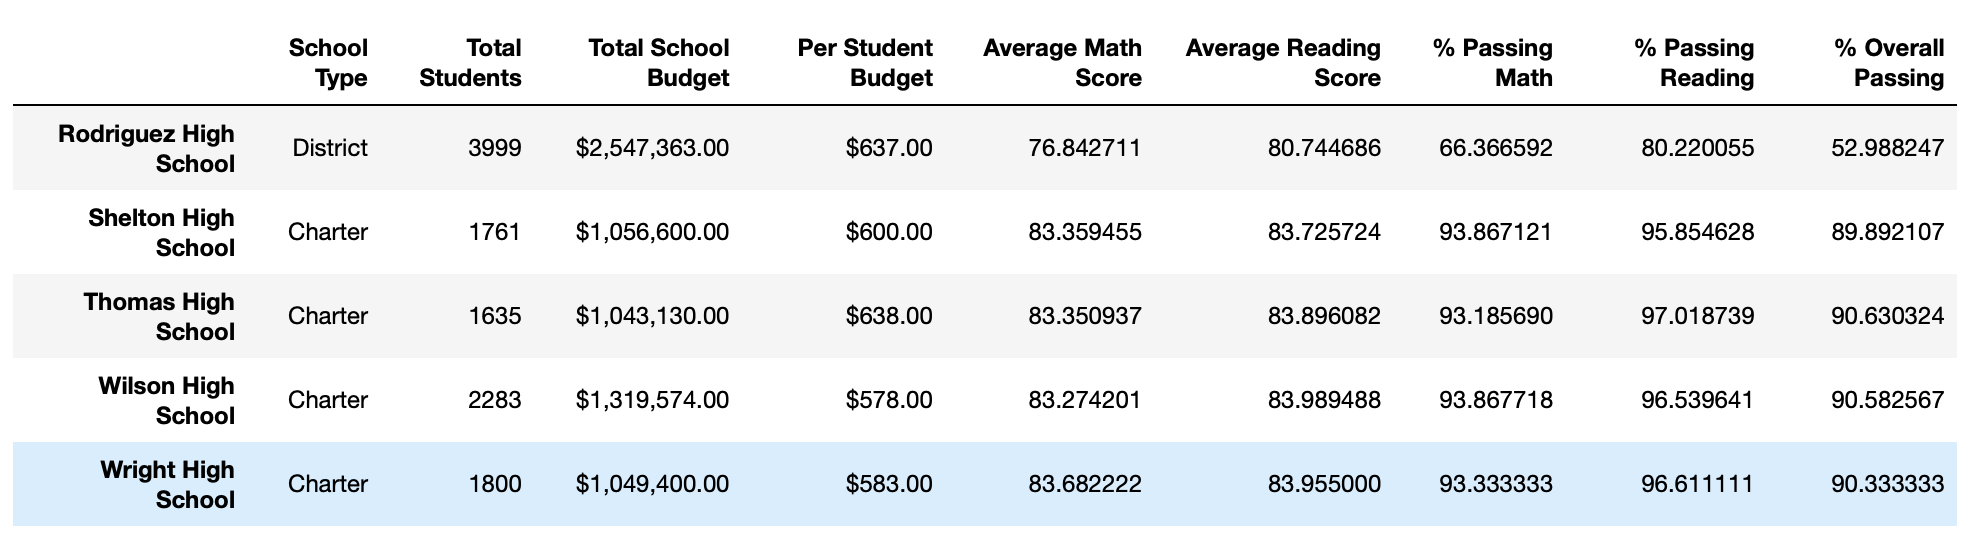 School Type Total Students Total School Budget Per Student Budget Average Math Score Average Reading Score % Passing Math % Passing Reading % Overall Passing
Rodriguez High School District 3999 $2,547,363.00 $637.00 76.842711 80.744686 66.366592 80.220055 52.988247
Shelton High School Charter 1761 $1,056,600.00 $600.00 83.359455 83.725724 93.867121 95.854628 89.892107
Thomas High School Charter 1635 $1,043,130.00 $638.00 83.350937 83.896082 93.185690 97.018739 90.630324
Wilson High School Charter 2283 $1,319,574.00 $578.00 83.274201 83.989488 93.867718 96.539641 90.582567
Wright High School Charter 1800 $1,049,400.00 $583.00 83.682222 83.955000 93.333333 96.611111 90.333333